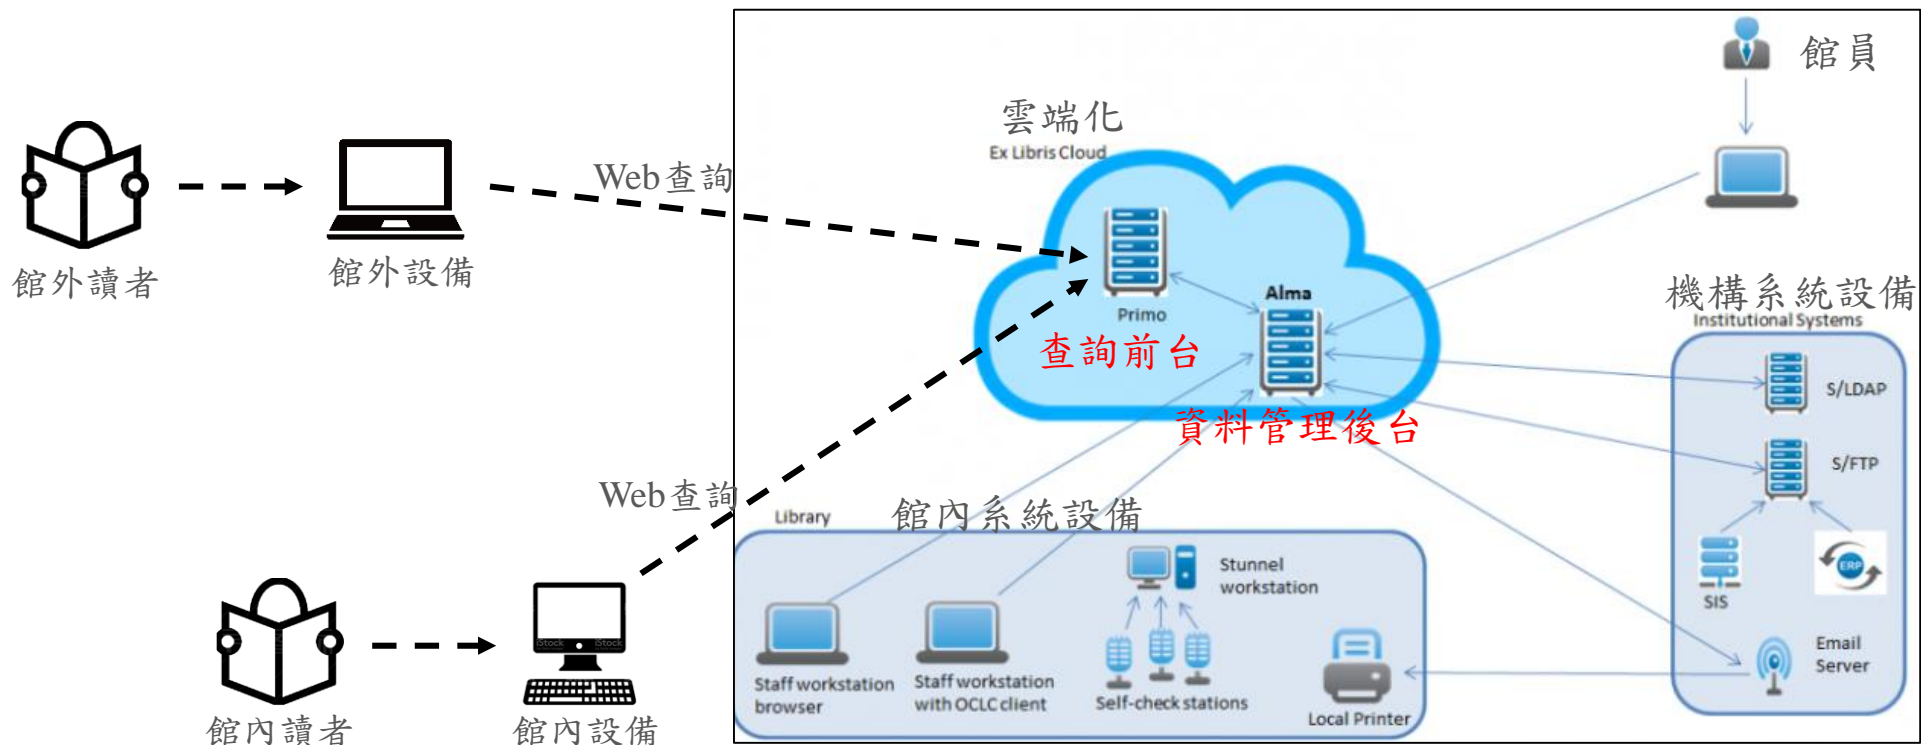 館員
雲端化
Ex Libris Cloud
Web查詢
館外讀者
館外設備
Primo
查詢前台
Alma
資料管理後台
機構系統設備
Institutional Systems
S/LDAP
S/FTP
SIS
ERP
Email
Server
Web查詢
Library
館內系統設備
Stunnel
workstation
Staff workstation
browser
Staff workstation
with OCLC client
Self-check stations
Local Printer
iStock
iStock
館內讀者
館內設備